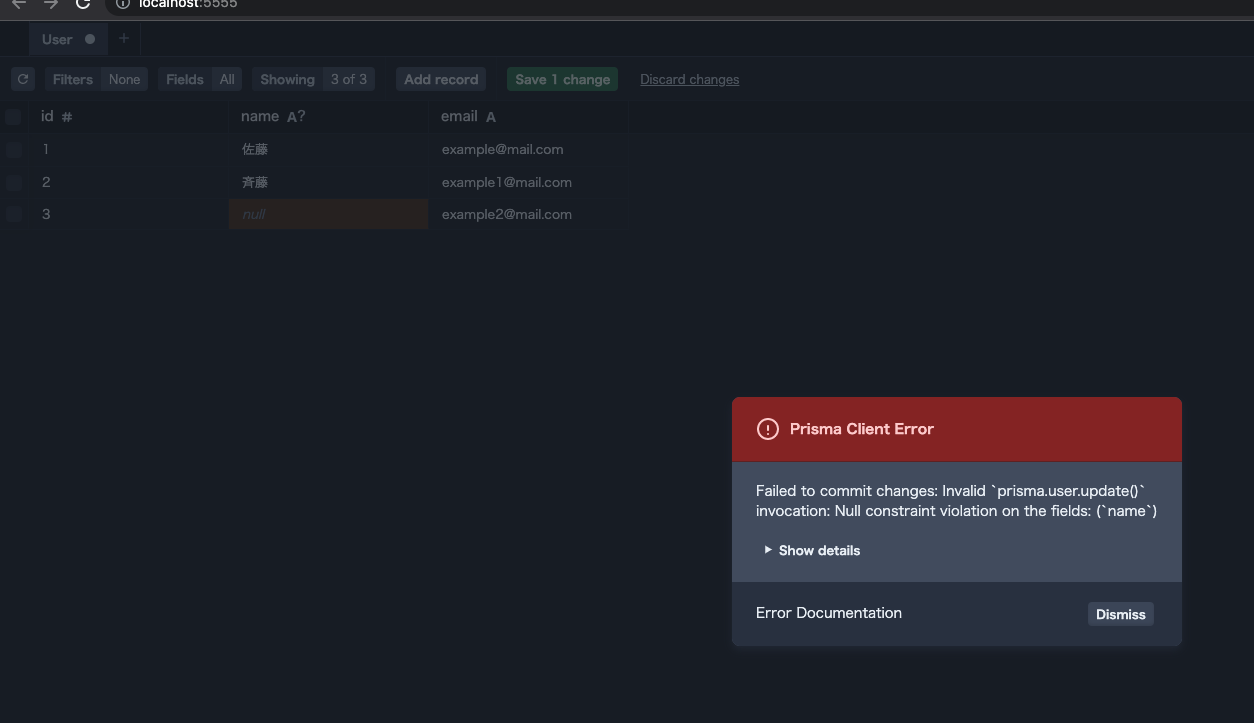 localhost:5555
User
Filters None Fields All Showing 3 of 3 Add record Save 1 change Discard changes
id # name A? email A
1 佐藤 example@mail.com
2 斉藤 example1@mail.com
3 null example2@mail.com
Prisma Client Error
Failed to commit changes: Invalid `prisma.user.update()`
invocation: Null constraint violation on the fields: (`name`)
Show details
Error Documentation Dismiss